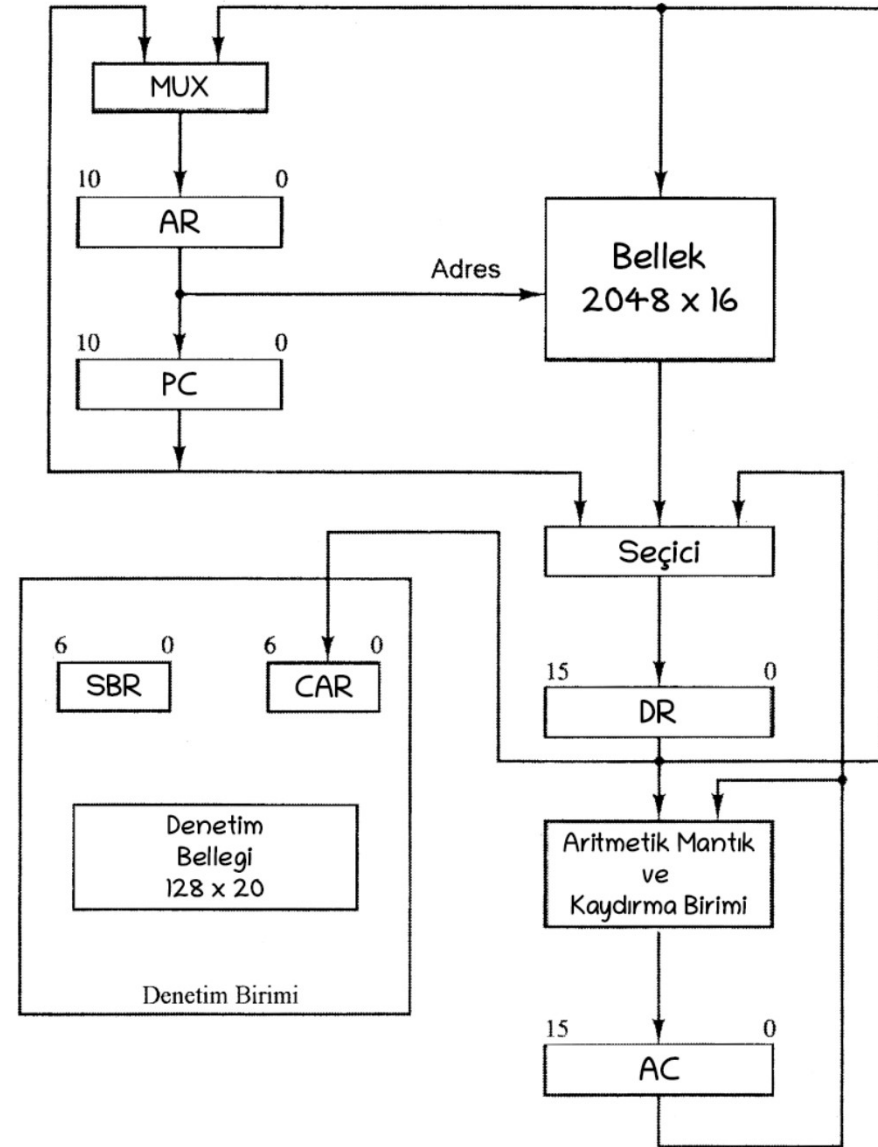 MUX
10 0
AR
Adres
Bellek
2048 x 16
10 0
PC
Seçici
6 0
SBR
6 0
CAR
15 0
DR
Denetim
Bellegi
128 x 20
Aritmetik Mantık
ve
Kaydırma Birimi
Denetim Birimi
15 0
AC